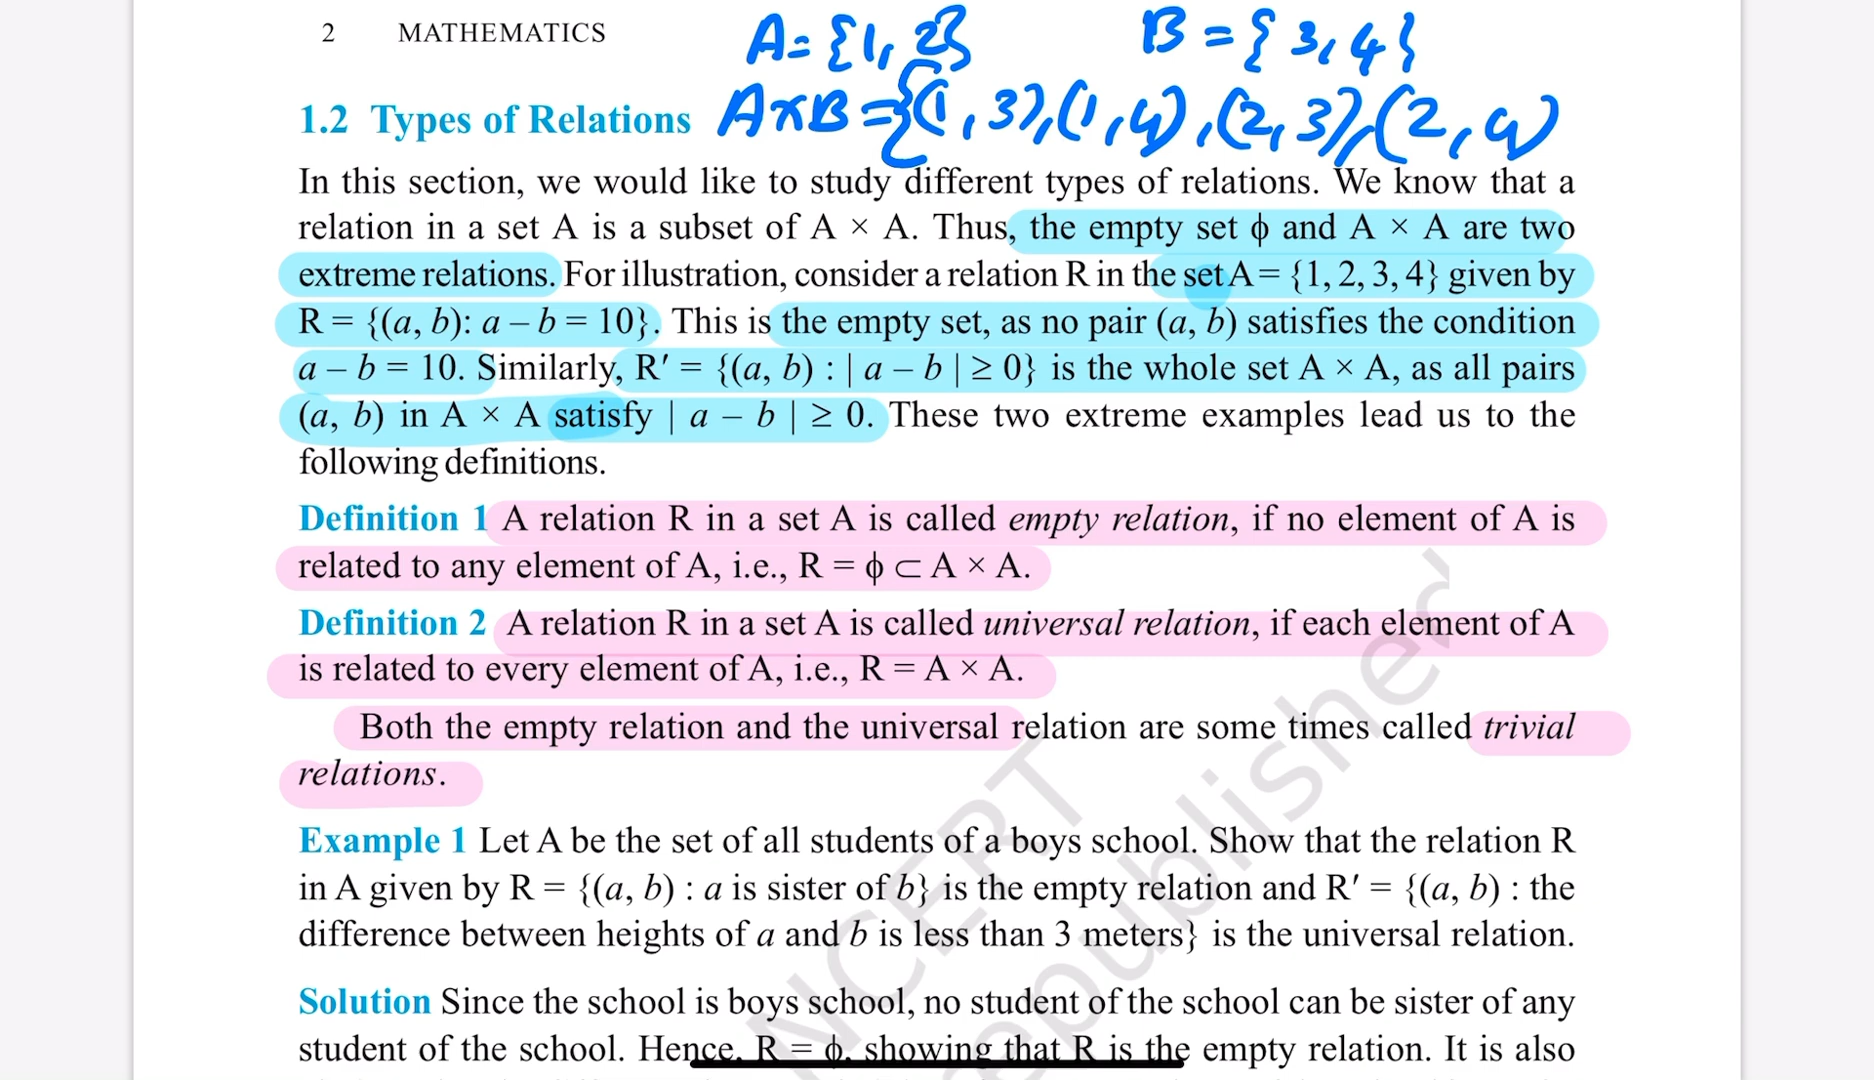 2 MATHEMATICS A={1, 2} B={3, 4}
1.2 Types of Relations A×B={(1,3),(1,4),(2,3),(2,4)
In this section, we would like to study different types of relations. We know that a
relation in a set A is a subset of A × A. Thus, the empty set ϕ and A × A are two
extreme relations. For illustration, consider a relation R in the set A = {1, 2, 3, 4} given by
R = {(a, b): a – b = 10}. This is the empty set, as no pair (a, b) satisfies the condition
a – b = 10. Similarly, R′ = {(a, b) : | a – b | ≥ 0} is the whole set A × A, as all pairs
(a, b) in A × A satisfy | a – b | ≥ 0. These two extreme examples lead us to the
following definitions.
Definition 1 A relation R in a set A is called empty relation, if no element of A is
related to any element of A, i.e., R = ϕ ⊂ A × A.
Definition 2 A relation R in a set A is called universal relation, if each element of A
is related to every element of A, i.e., R = A × A.
Both the empty relation and the universal relation are some times called trivial
relations.
Example 1 Let A be the set of all students of a boys school. Show that the relation R
in A given by R = {(a, b) : a is sister of b} is the empty relation and R′ = {(a, b) : the
difference between heights of a and b is less than 3 meters} is the universal relation.
Solution Since the school is boys school, no student of the school can be sister of any
student of the school. Hence, R = ϕ, showing that R is the empty relation. It is also
NCERT
republished